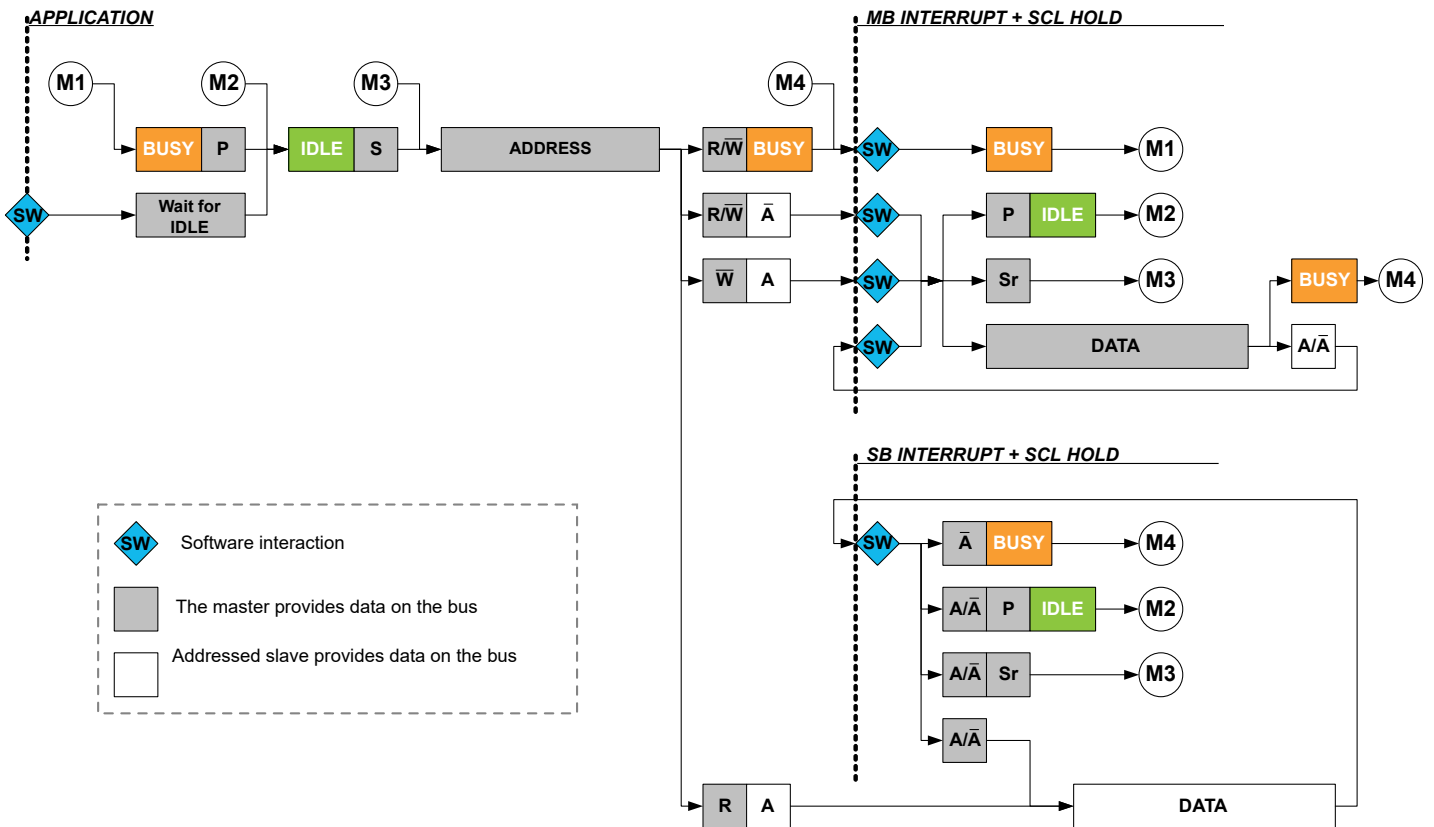 APPLICATION
MB INTERRUPT + SCL HOLD
M1
M2
M3
M4
BUSY P
IDLE S
ADDRESS
R/W̅ BUSY
SW
BUSY
M1
SW
Wait for
IDLE
R/W̅ A̅
SW
P IDLE
M2
W̅ A
SW
Sr
M3
BUSY
M4
SW
DATA
A/A̅
SB INTERRUPT + SCL HOLD
SW
A̅ BUSY
M4
A/A̅ P IDLE
M2
A/A̅ Sr
M3
A/A̅
R A
DATA
SW Software interaction
The master provides data on the bus
Addressed slave provides data on the bus